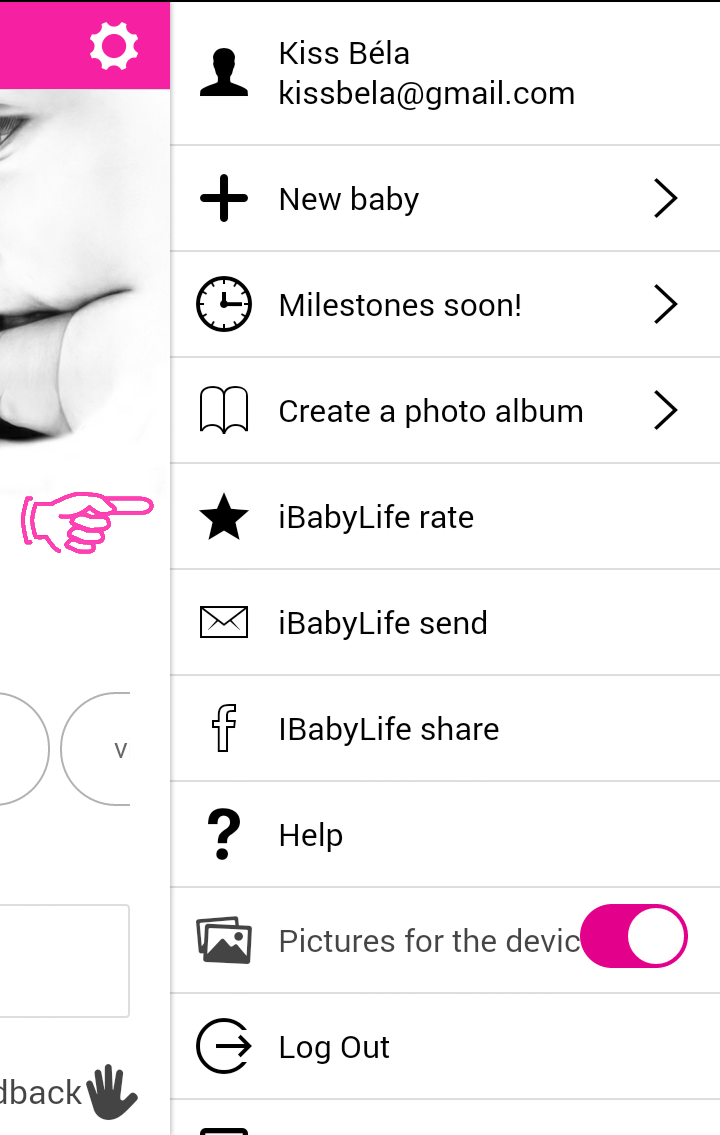 Kiss Béla
kissbela@gmail.com
New baby
Milestones soon!
Create a photo album
iBabyLife rate
iBabyLife send
IBabyLife share
v
Help
Pictures for the devic
Log Out
dback